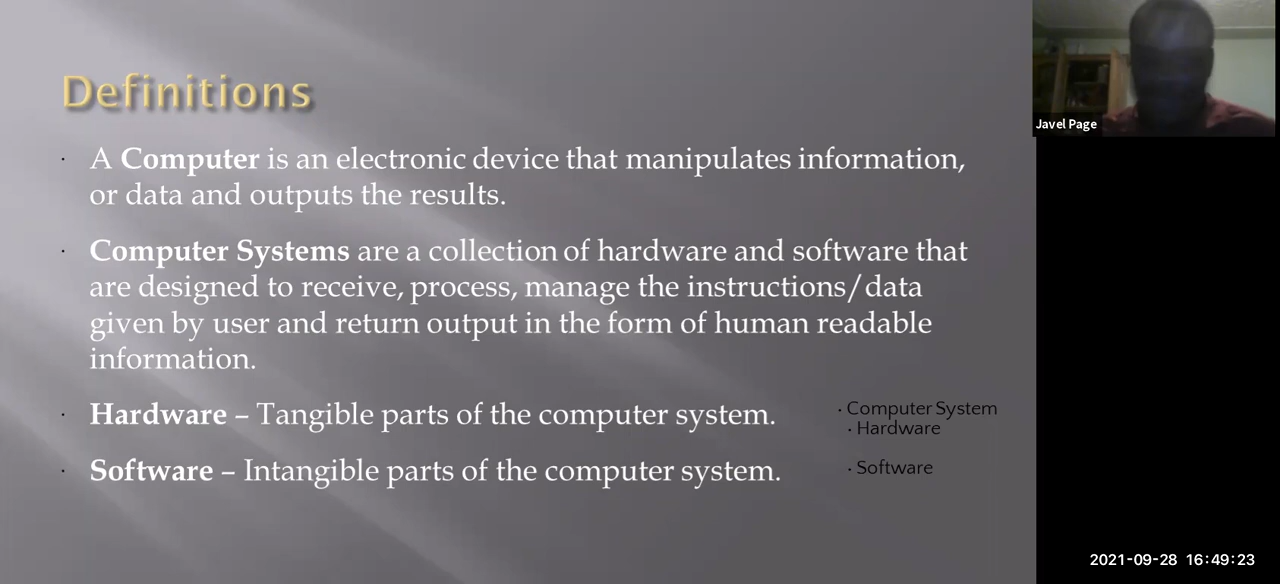 Definitions
· A Computer is an electronic device that manipulates information,
or data and outputs the results.
· Computer Systems are a collection of hardware and software that
are designed to receive, process, manage the instructions/data
given by user and return output in the form of human readable
information.
· Hardware – Tangible parts of the computer system.
· Software – Intangible parts of the computer system.
· Computer System
· Hardware
· Software
Javel Page
2021-09-28 16:49:23